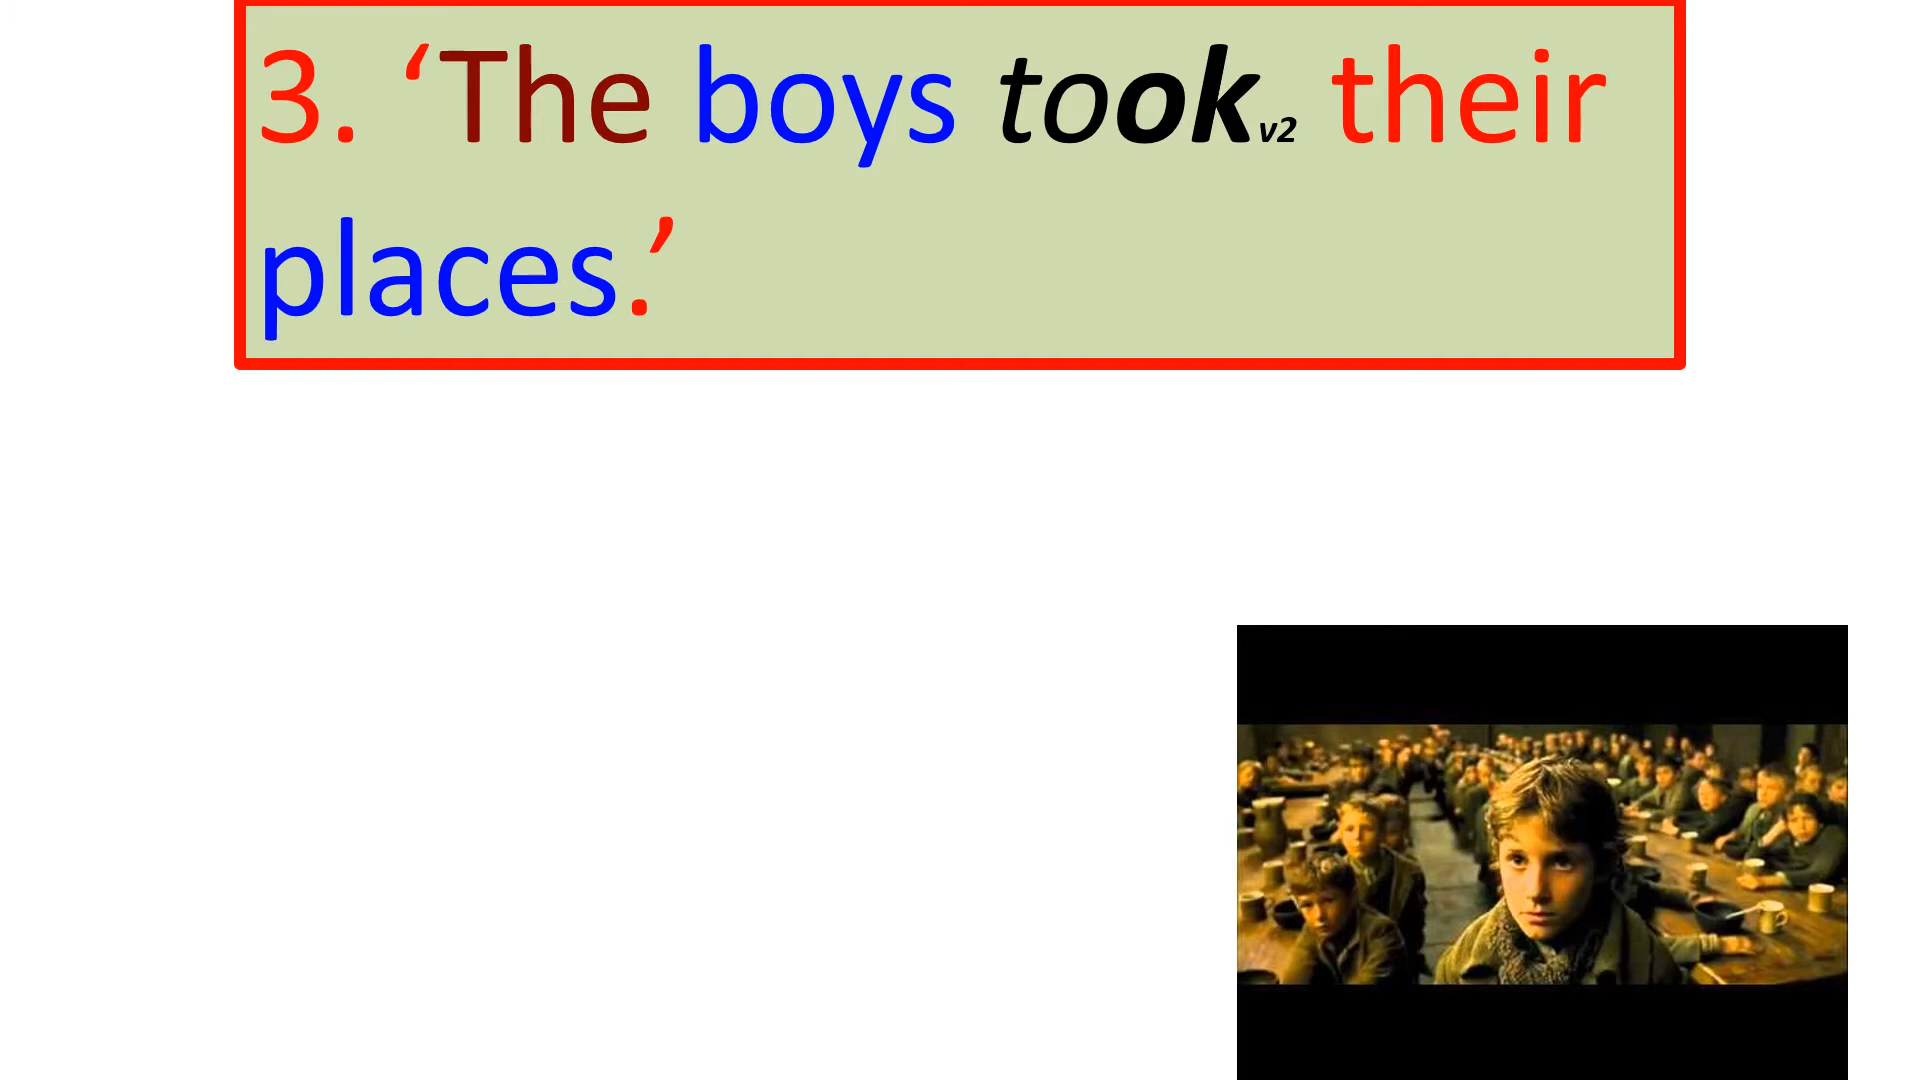 3. ‘The boys tookv2 their
places.’